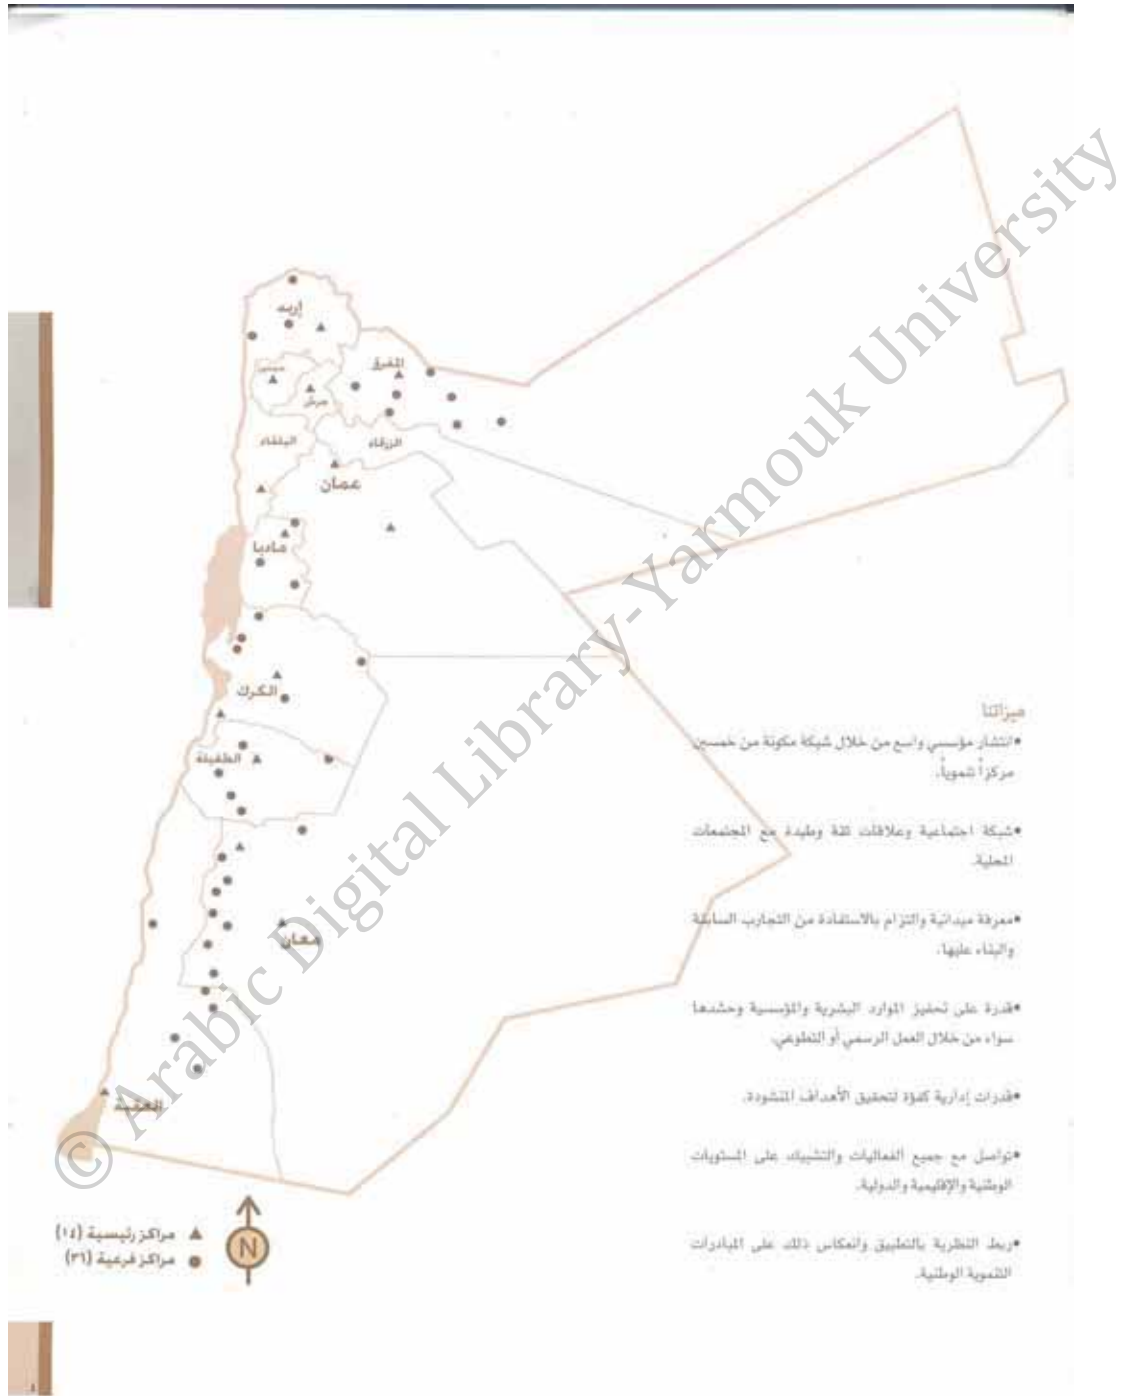 إربد
المفرق
عجلون
جرش
البلقاء
الزرقاء
عمان
مادبا
الكرك
الطفيلة
معان
العقبة
ميزاتنا
•انتشار مؤسسي واسع من خلال شبكة مكونة من خمسين
مركزاً تنموياً.
•شبكة اجتماعية وعلاقات ثقة وطيدة مع المجتمعات
المحلية.
•معرفة ميدانية والتزام بالاستفادة من التجارب السابقة
والبناء عليها.
•قدرة على تحفيز الموارد البشرية والمؤسسية وحشدها
سواء من خلال العمل الرسمي أو التطوعي.
•قدرات إدارية كفؤة لتحقيق الأهداف المنشودة.
•تواصل مع جميع الفعاليات والتشبيك على المستويات
الوطنية والإقليمية والدولية.
•ربط النظرية بالتطبيق وانعكاس ذلك على المبادرات
التنموية الوطنية.
مراكز رئيسية (١٤)
مراكز فرعية (٣٦)
N
© Arabic Digital Library-Yarmouk University